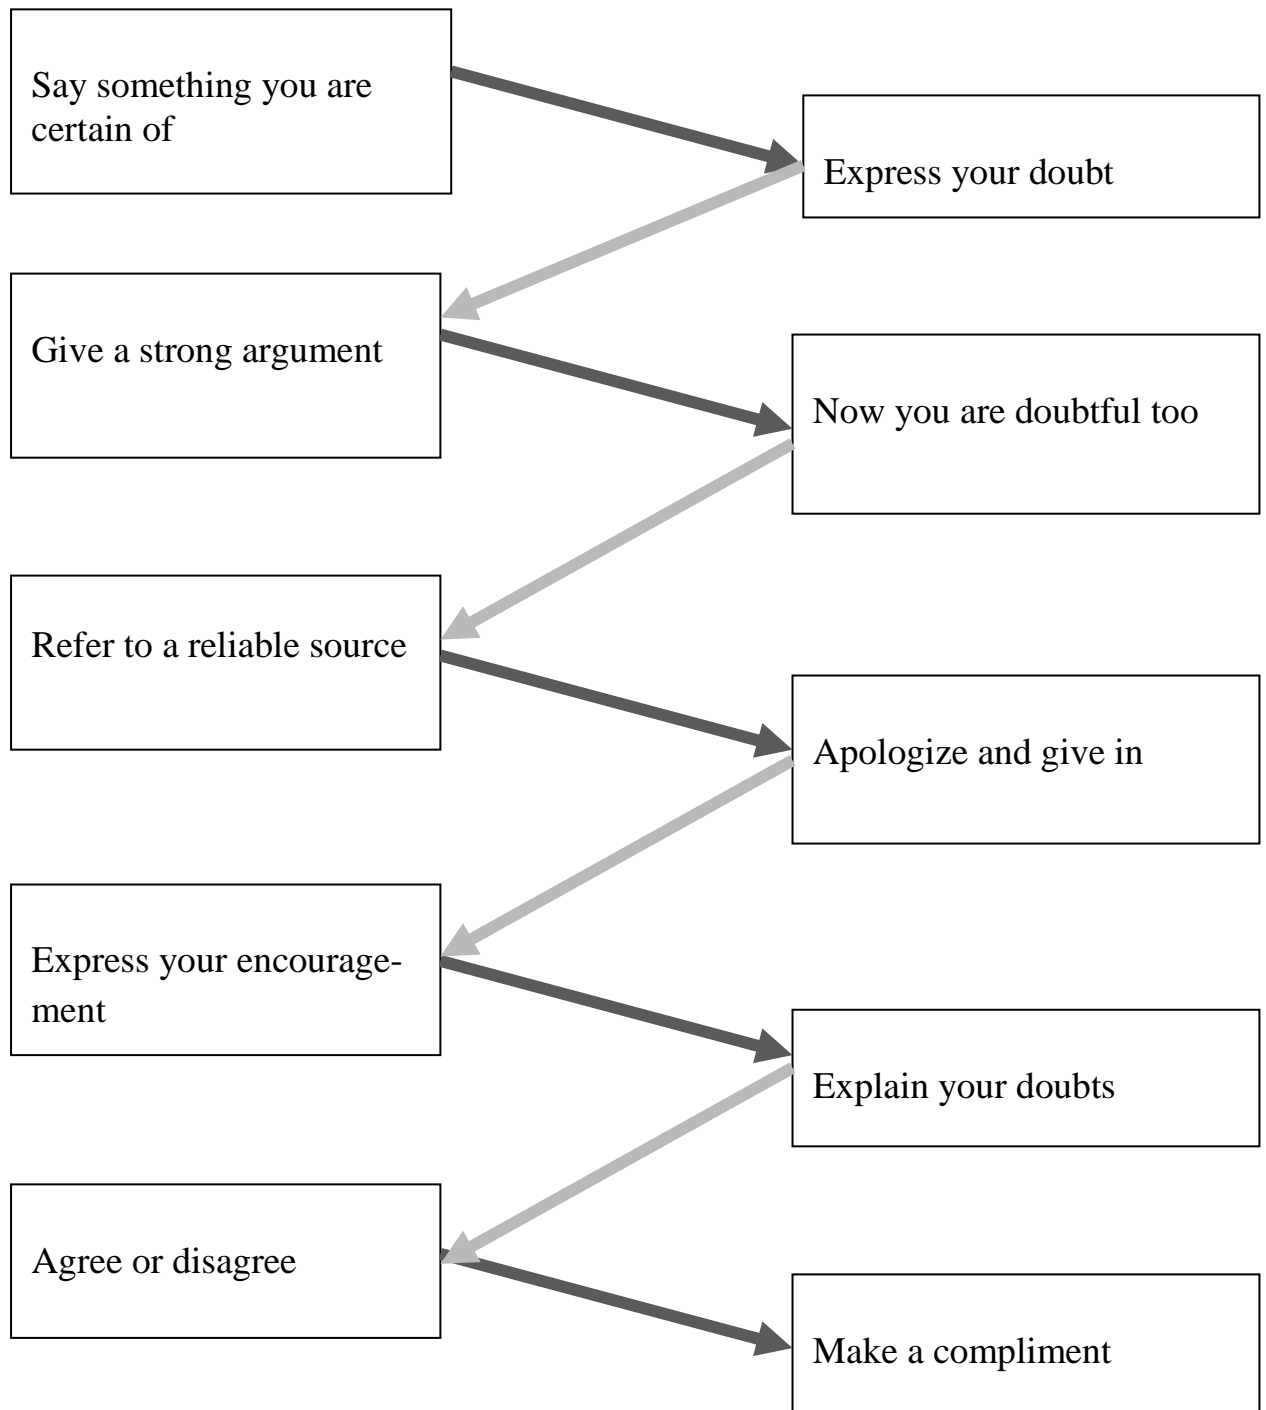 Say something you are
certain of
Express your doubt
Give a strong argument
Now you are doubtful too
Refer to a reliable source
Apologize and give in
Express your encourage-
ment
Explain your doubts
Agree or disagree
Make a compliment